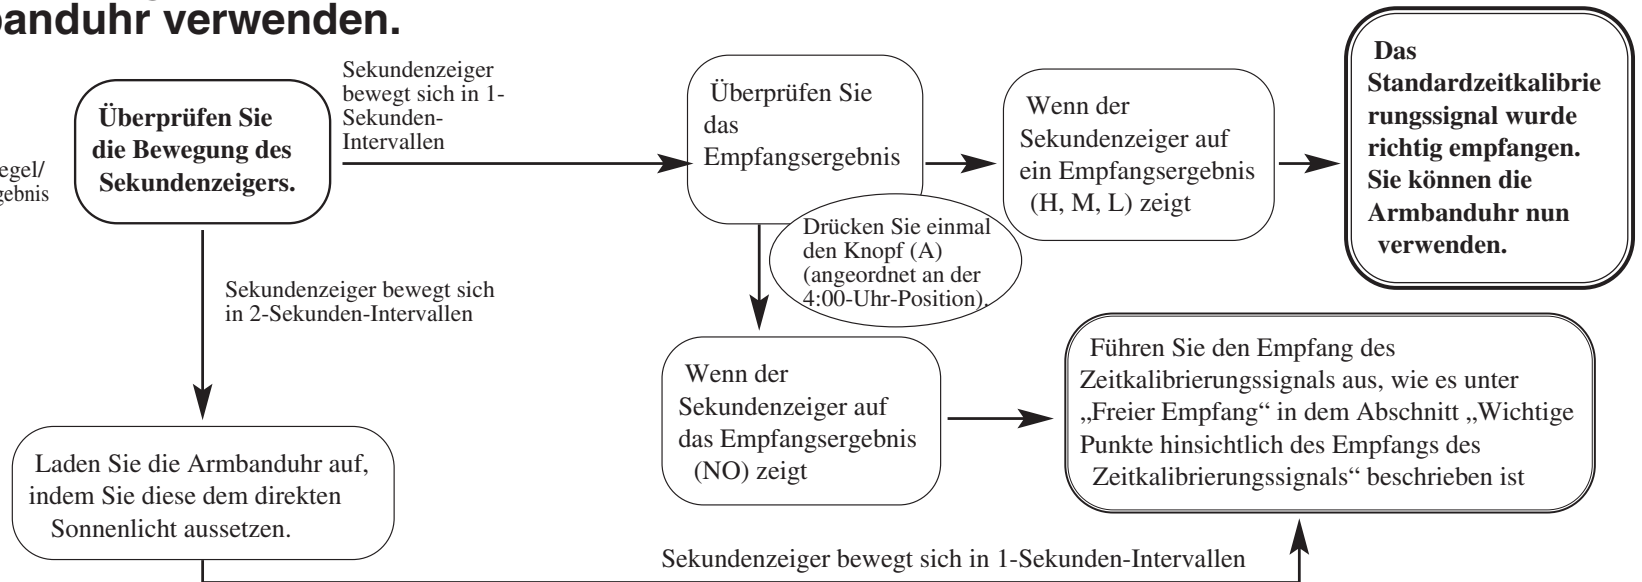 banduhr verwenden.
egel/
gebnis
Überprüfen Sie
die Bewegung des
Sekundenzeigers.
Sekundenzeiger
bewegt sich in 1-
Sekunden-
Intervallen
Überprüfen Sie
das
Empfangsergebnis
Wenn der
Sekundenzeiger auf
ein Empfangsergebnis
(H, M, L) zeigt
Das
Standardzeitkalibrie
rungssignal wurde
richtig empfangen.
Sie können die
Armbanduhr nun
verwenden.
Drücken Sie einmal
den Knopf (A)
(angeordnet an der
4:00-Uhr-Position).
Sekundenzeiger bewegt sich
in 2-Sekunden-Intervallen
Wenn der
Sekundenzeiger auf
das Empfangsergebnis
(NO) zeigt
Führen Sie den Empfang des
Zeitkalibrierungssignals aus, wie es unter
„Freier Empfang“ in dem Abschnitt „Wichtige
Punkte hinsichtlich des Empfangs des
Zeitkalibrierungssignals“ beschrieben ist
Laden Sie die Armbanduhr auf,
indem Sie diese dem direkten
Sonnenlicht aussetzen.
Sekundenzeiger bewegt sich in 1-Sekunden-Intervallen